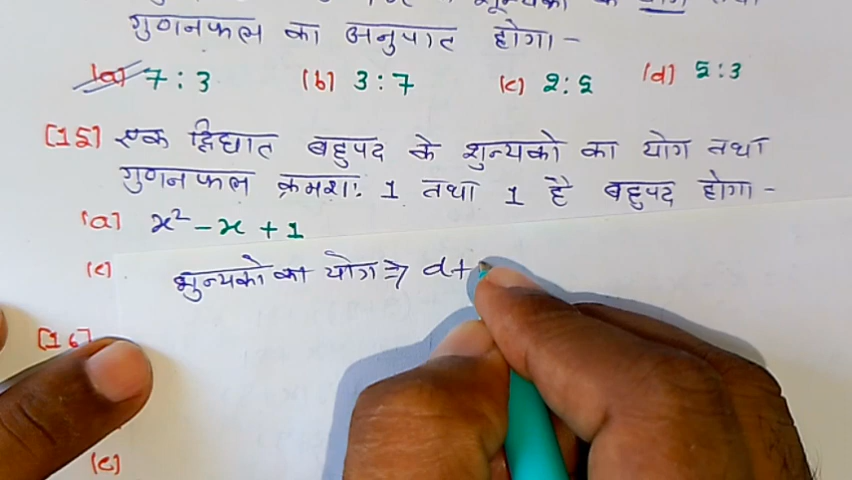 गुणनफल का अनुपात होगा-
(a) 7:3 (b) 3:7 (c) 2:5 (d) 5:3
[15] एक द्विघात बहुपद के शुन्यको का योग तथा
गुणनफल क्रमशः 1 तथा 1 है बहुपद होगा-
(a) x² - x + 1
(c) शुन्यको का योग ⇒ α+
[16]
(c)